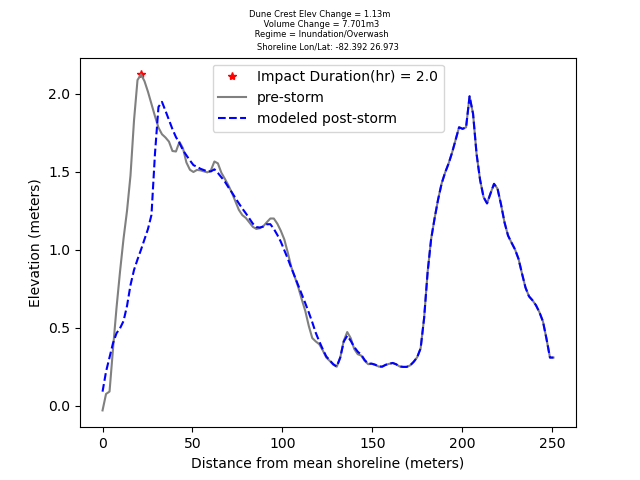 Dune Crest Elev Change = 1.13m
Volume Change = 7.701m3
Regime = Inundation/Overwash
Shoreline Lon/Lat: -82.392 26.973
Impact Duration(hr) = 2.0
pre-storm
modeled post-storm
Elevation (meters)
2.0
1.5
1.0
0.5
0.0
0 50 100 150 200 250
Distance from mean shoreline (meters)